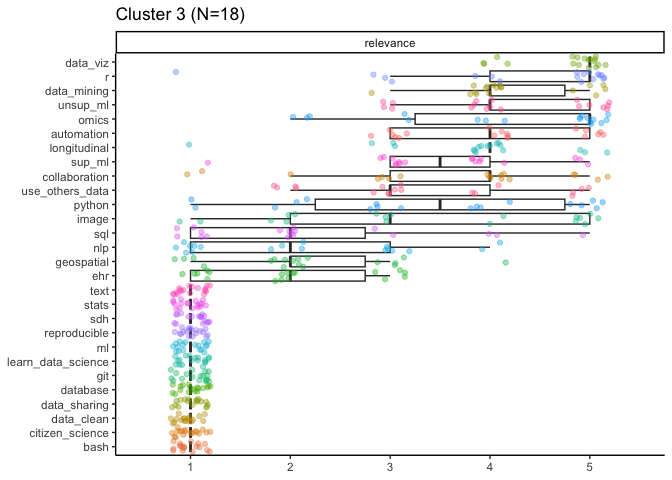 Cluster 3 (N=18)
relevance
data_viz
r
data_mining
unsup_ml
omics
automation
longitudinal
sup_ml
collaboration
use_others_data
python
image
sql
nlp
geospatial
ehr
text
stats
sdh
reproducible
ml
learn_data_science
git
database
data_sharing
data_clean
citizen_science
bash
1 2 3 4 5